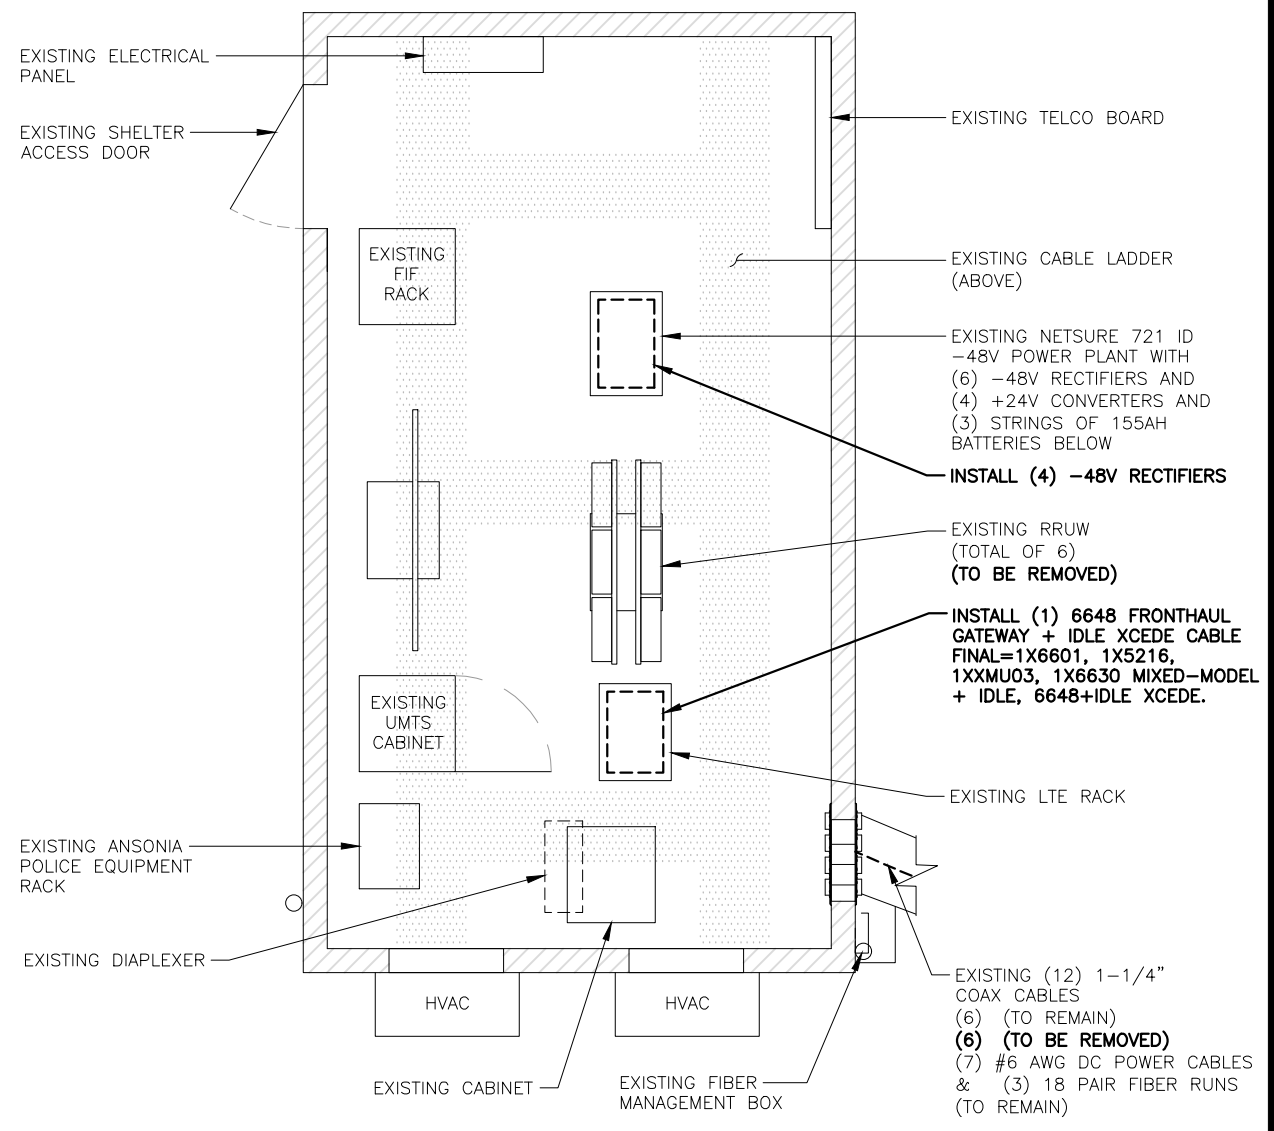 EXISTING ELECTRICAL
PANEL
EXISTING SHELTER
ACCESS DOOR
EXISTING TELCO BOARD
EXISTING
FIF
RACK
EXISTING CABLE LADDER
(ABOVE)
EXISTING NETSURE 721 ID
-48V POWER PLANT WITH
(6) -48V RECTIFIERS AND
(4) +24V CONVERTERS AND
(3) STRINGS OF 155AH
BATTERIES BELOW
INSTALL (4) -48V RECTIFIERS
EXISTING RRUW
(TOTAL OF 6)
(TO BE REMOVED)
INSTALL (1) 6648 FRONTHAUL
GATEWAY + IDLE XCEDE CABLE
FINAL=1X6601, 1X5216,
1XXMU03, 1X6630 MIXED-MODEL
+ IDLE, 6648+IDLE XCEDE.
EXISTING
UMTS
CABINET
EXISTING LTE RACK
EXISTING ANSONIA
POLICE EQUIPMENT
RACK
EXISTING DIAPLEXER
HVAC
HVAC
EXISTING CABINET
EXISTING FIBER
MANAGEMENT BOX
EXISTING (12) 1-1/4"
COAX CABLES
(6) (TO REMAIN)
(6) (TO BE REMOVED)
(7) #6 AWG DC POWER CABLES
& (3) 18 PAIR FIBER RUNS
(TO REMAIN)